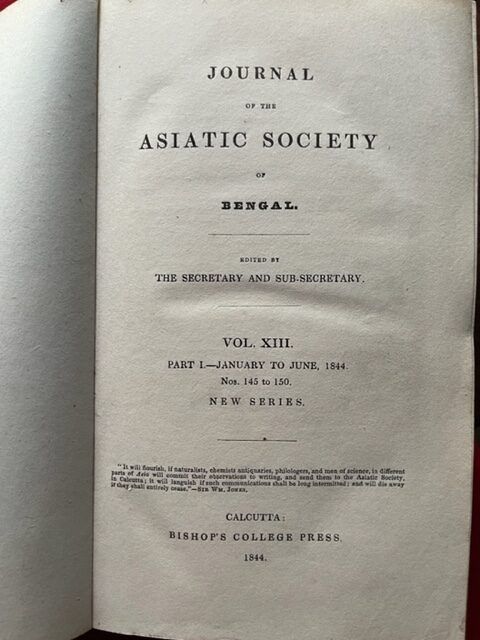 JOURNAL
OF THE
ASIATIC SOCIETY
OF
BENGAL.
EDITED BY
THE SECRETARY AND SUB-SECRETARY.
VOL. XIII.
PART I.—JANUARY TO JUNE, 1844.
Nos. 145 to 150.
NEW SERIES.
"It will flourish, if naturalists, chemists antiquaries, philologers, and men of science, in different
parts of Asia will commit their observations to writing, and send them to the Asiatic Society,
in Calcutta; it will languish if such communications shall be long intermitted; and will die away
if they shall entirely cease."—SIR WM. JONES.
CALCUTTA:
BISHOP'S COLLEGE PRESS.
1844.